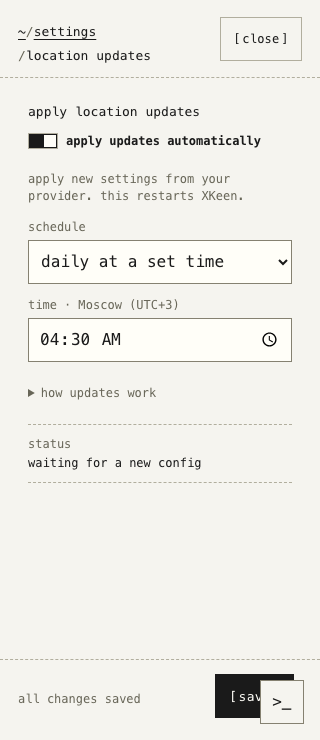 ~/settings
/location updates
[close]
apply location updates
apply updates automatically
apply new settings from your
provider. this restarts XKeen.
schedule
daily at a set time
time · Moscow (UTC+3)
04:30 AM
how updates work
status
waiting for a new config
all changes saved
>_